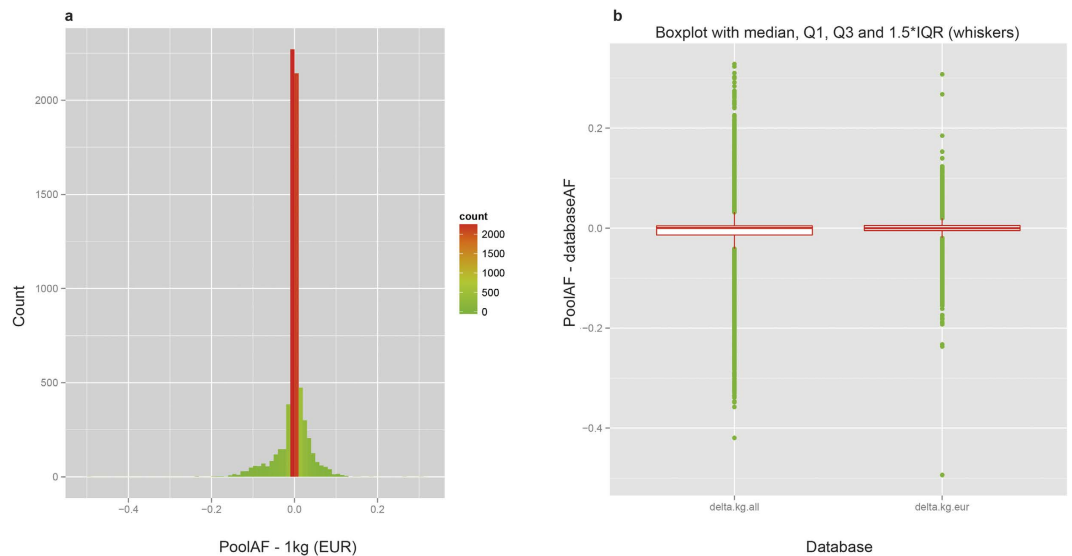 a
2000
1500
1000
500
0
Count
−0.4
−0.2
0.0
0.2
PoolAF - 1kg (EUR)
count
2000
1500
1000
500
0
b
Boxplot with median, Q1, Q3 and 1.5*IQR (whiskers)
0.2
0.0
−0.2
−0.4
PoolAF - databaseAF
delta.kg.all
delta.kg.eur
Database